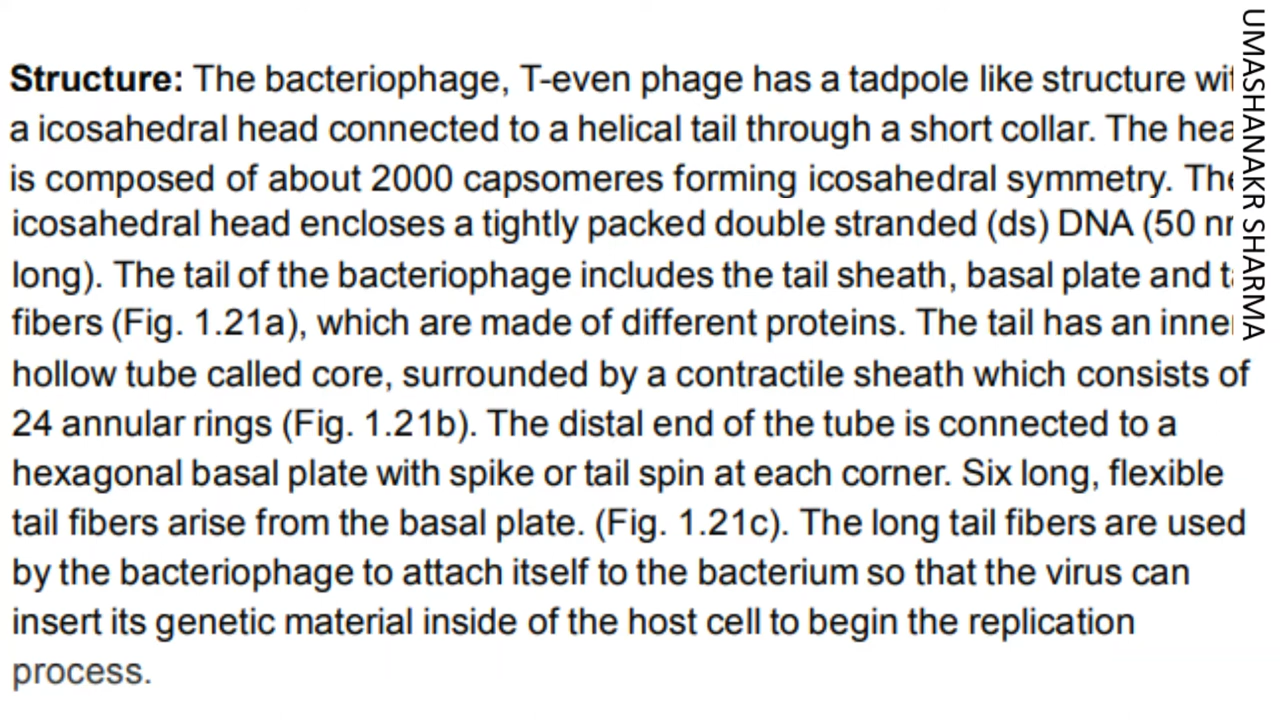 Structure: The bacteriophage, T-even phage has a tadpole like structure
a icosahedral head connected to a helical tail through a short collar. The
is composed of about 2000 capsomeres forming icosahedral symmetry. The
icosahedral head encloses a tightly packed double stranded (ds) DNA (50
long). The tail of the bacteriophage includes the tail sheath, basal plate and
fibers (Fig. 1.21a), which are made of different proteins. The tail has an inner
hollow tube called core, surrounded by a contractile sheath which consists of
24 annular rings (Fig. 1.21b). The distal end of the tube is connected to a
hexagonal basal plate with spike or tail spin at each corner. Six long, flexible
tail fibers arise from the basal plate. (Fig. 1.21c). The long tail fibers are used
by the bacteriophage to attach itself to the bacterium so that the virus can
insert its genetic material inside of the host cell to begin the replication
process.
UMASHANAKR SHARMA